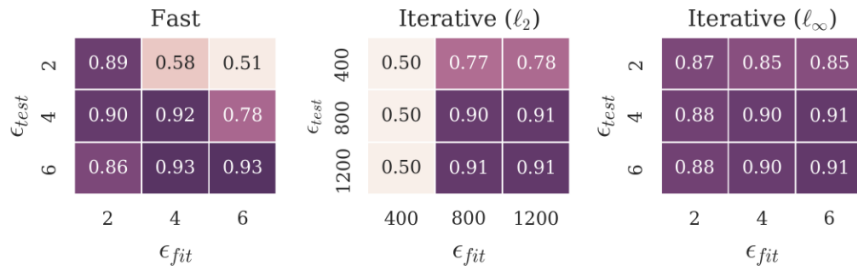 Fast Iterative (ℓ₂) Iterative (ℓ∞)
2 0.89 0.58 0.51 400 0.50 0.77 0.78 2 0.87 0.85 0.85
ϵtest 4 0.90 0.92 0.78 ϵtest 800 0.50 0.90 0.91 ϵtest 4 0.88 0.90 0.91
6 0.86 0.93 0.93 1200 0.50 0.91 0.91 6 0.88 0.90 0.91
2 4 6 400 800 1200 2 4 6
ϵfit ϵfit ϵfit